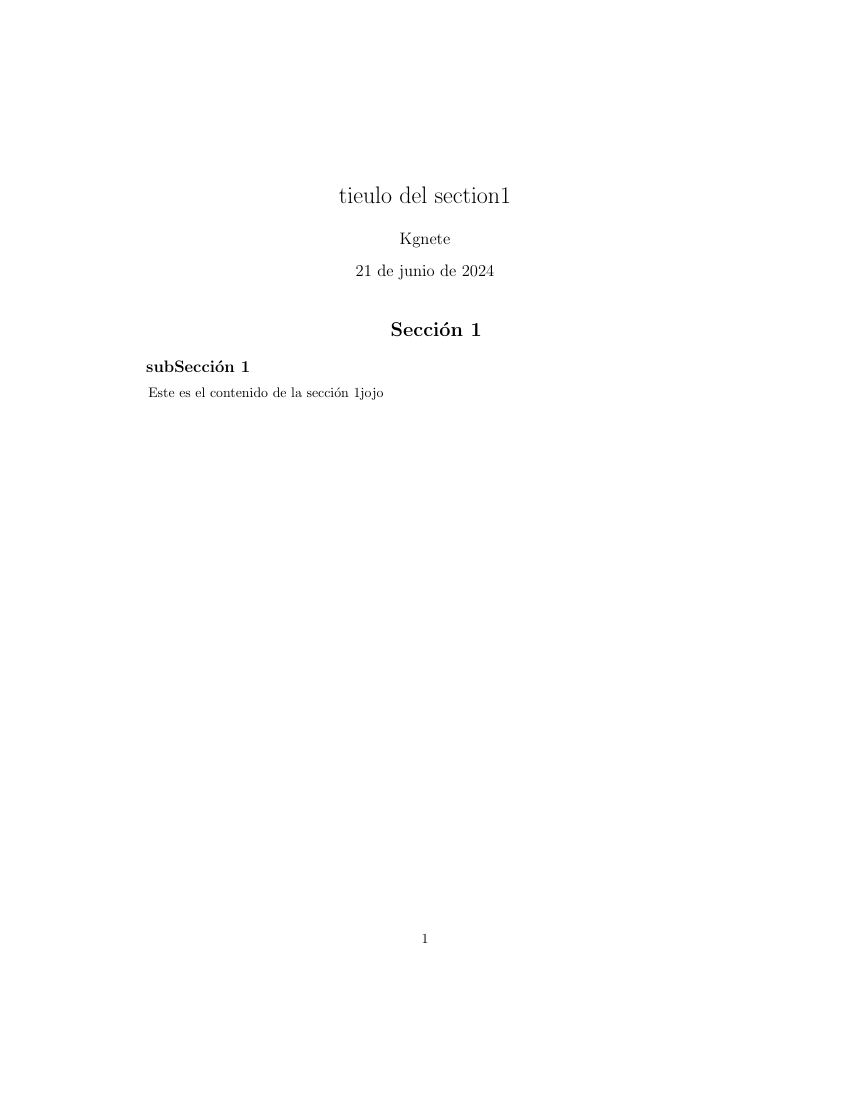 tieulo del section1
Kgnete
21 de junio de 2024
Sección 1
subSección 1
Este es el contenido de la sección 1jojo
1